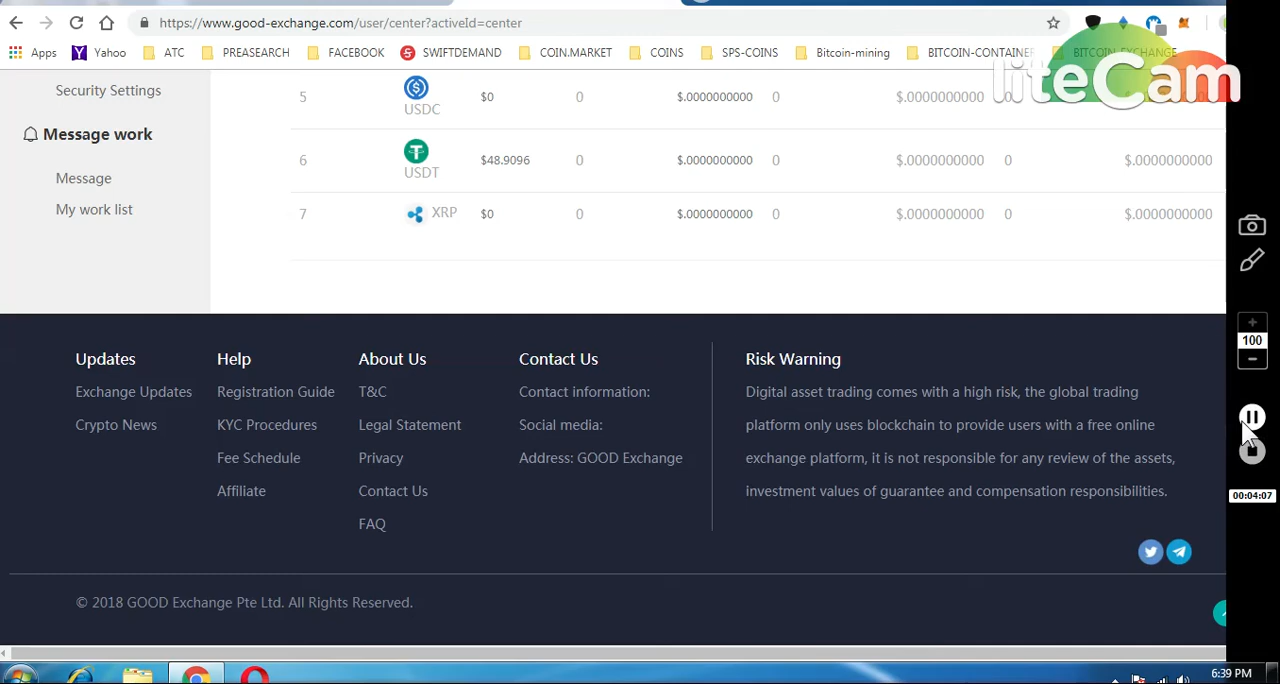 https://www.good-exchange.com/user/center?activeId=center
Apps Yahoo ATC PREASEARCH FACEBOOK SWIFTDEMAND COIN.MARKET COINS SPS-COINS Bitcoin-mining BITCOIN-CONTAINER BITCOIN-EXCHANGE
liteCam
Security Settings
Message work
Message
My work list
5 USDC $0 0 $.0000000000 0 $.0000000000 0
6 USDT $48.9096 0 $.0000000000 0 $.0000000000 0 $.0000000000
7 XRP $0 0 $.0000000000 0 $.0000000000 0 $.0000000000
100
00:04:07
Updates
Exchange Updates
Crypto News
Help
Registration Guide
KYC Procedures
Fee Schedule
Affiliate
About Us
T&C
Legal Statement
Privacy
Contact Us
FAQ
Contact Us
Contact information:
Social media:
Address: GOOD Exchange
Risk Warning
Digital asset trading comes with a high risk, the global trading
platform only uses blockchain to provide users with a free online
exchange platform, it is not responsible for any review of the assets,
investment values of guarantee and compensation responsibilities.
© 2018 GOOD Exchange Pte Ltd. All Rights Reserved.
6:39 PM